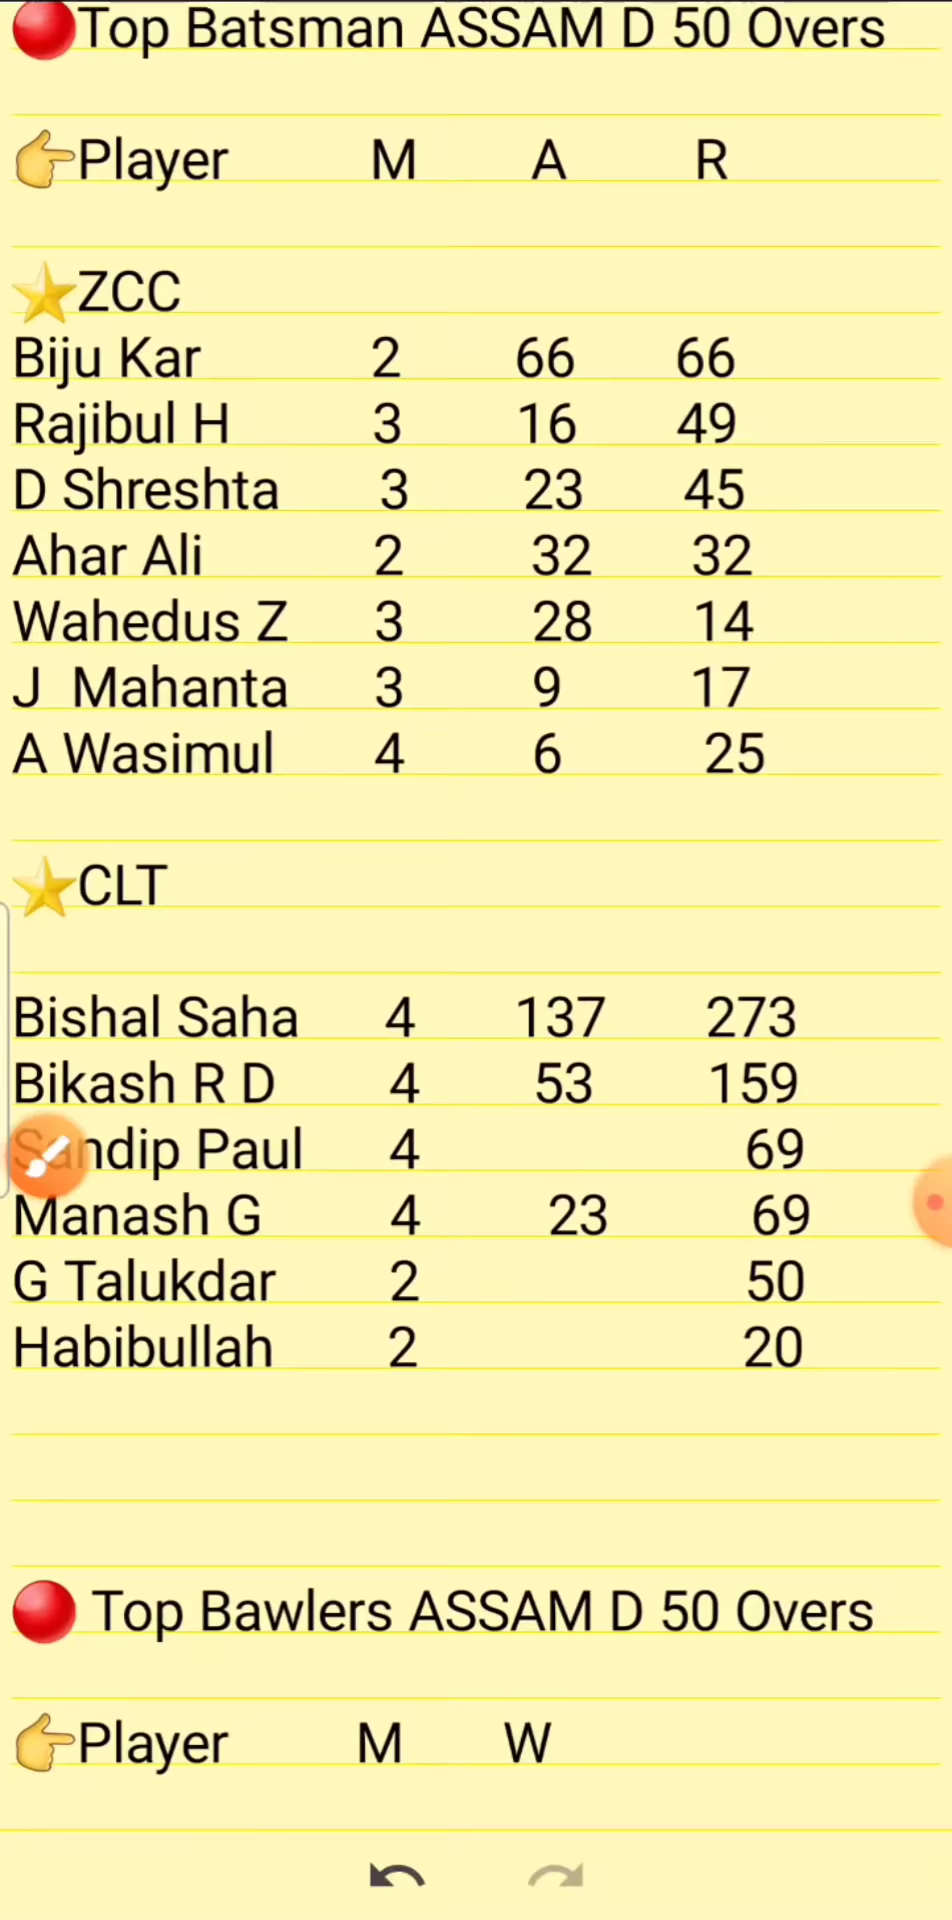 Top Batsman ASSAM D 50 Overs
Player M A R
ZCC
Biju Kar 2 66 66
Rajibul H 3 16 49
D Shreshta 3 23 45
Ahar Ali 2 32 32
Wahedus Z 3 28 14
J Mahanta 3 9 17
A Wasimul 4 6 25
CLT
Bishal Saha 4 137 273
Bikash R D 4 53 159
Sandip Paul 4 69
Manash G 4 23 69
G Talukdar 2 50
Habibullah 2 20
Top Bawlers ASSAM D 50 Overs
Player M W